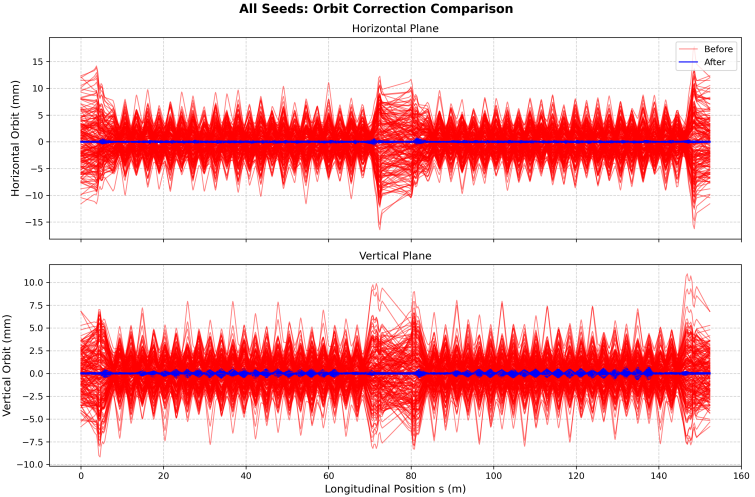 All Seeds: Orbit Correction Comparison
Horizontal Plane
Before
After
Horizontal Orbit (mm)
15
10
5
0
−5
−10
−15
Vertical Plane
Vertical Orbit (mm)
10.0
7.5
5.0
2.5
0.0
−2.5
−5.0
−7.5
−10.0
0 20 40 60 80 100 120 140 160
Longitudinal Position s (m)